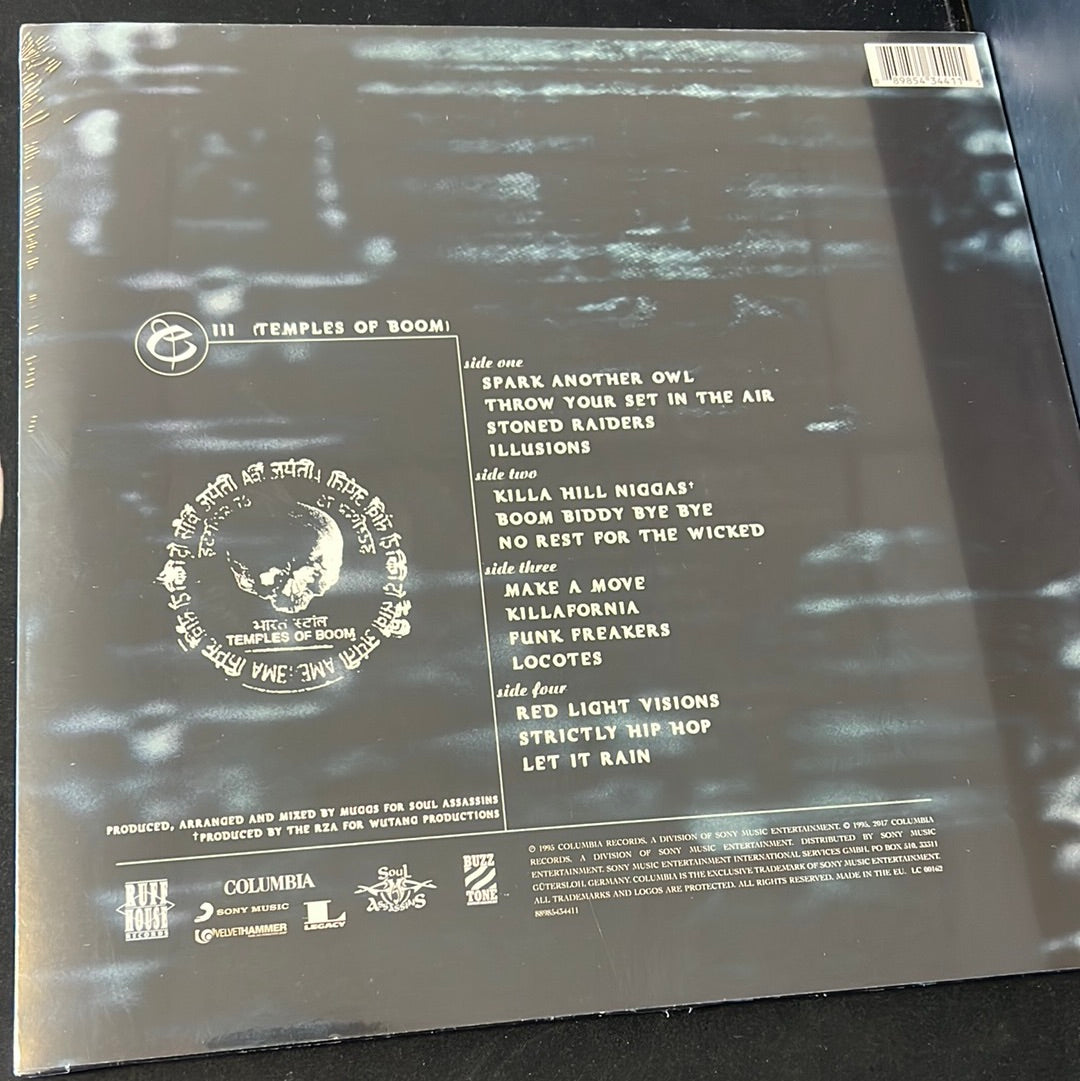 89854 34411
III (TEMPLES OF BOOM)
side one
SPARK ANOTHER OWL
THROW YOUR SET IN THE AIR
STONED RAIDERS
ILLUSIONS
side two
KILLA HILL NIGGAS†
BOOM BIDDY BYE BYE
NO REST FOR THE WICKED
side three
MAKE A MOVE
KILLAFORNIA
FUNK FREAKERS
LOCOTES
side four
RED LIGHT VISIONS
STRICTLY HIP HOP
LET IT RAIN
भारत स्टांत
TEMPLES OF BOOM
PRODUCED, ARRANGED AND MIXED BY MUGGS FOR SOUL ASSASSINS
†PRODUCED BY THE RZA FOR WUTANG PRODUCTIONS
RUFF
HOUSE
RECORDS
COLUMBIA
SONY MUSIC
VELVETHAMMER
L
LEGACY
Soul
ASSASSINS
BUZZ
TONE
℗ 1995 COLUMBIA RECORDS, A DIVISION OF SONY MUSIC ENTERTAINMENT. © 1995, 2017 COLUMBIA
RECORDS, A DIVISION OF SONY MUSIC ENTERTAINMENT. DISTRIBUTED BY SONY MUSIC
ENTERTAINMENT. SONY MUSIC ENTERTAINMENT INTERNATIONAL SERVICES GMBH, PO BOX 510, 33311
GÜTERSLOH, GERMANY. COLUMBIA IS THE EXCLUSIVE TRADEMARK OF SONY MUSIC ENTERTAINMENT.
ALL TRADEMARKS AND LOGOS ARE PROTECTED. ALL RIGHTS RESERVED. MADE IN THE EU. LC 00162
88985434411